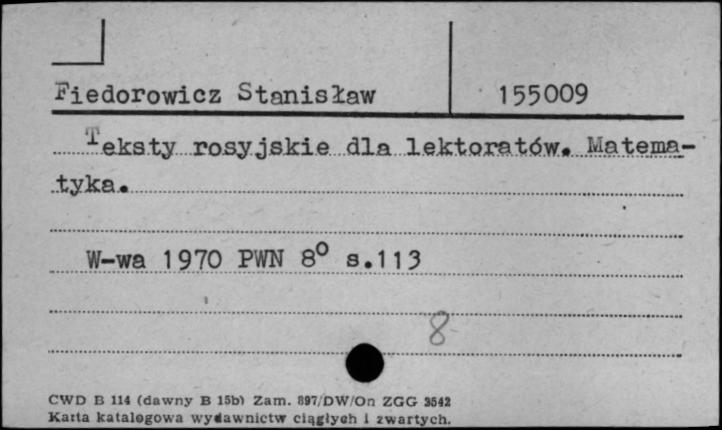 Fiedorowicz Stanisław 155009
Teksty rosyjskie dla lektoratów. Matema-
tyka.
W-wa 1970 PWN 8° s.113
8
CWD B 114 (dawny B 15b) Zam. 897/DW/On ZGG 3542
Karta katalogowa wydawnictw ciągłych i zwartych.